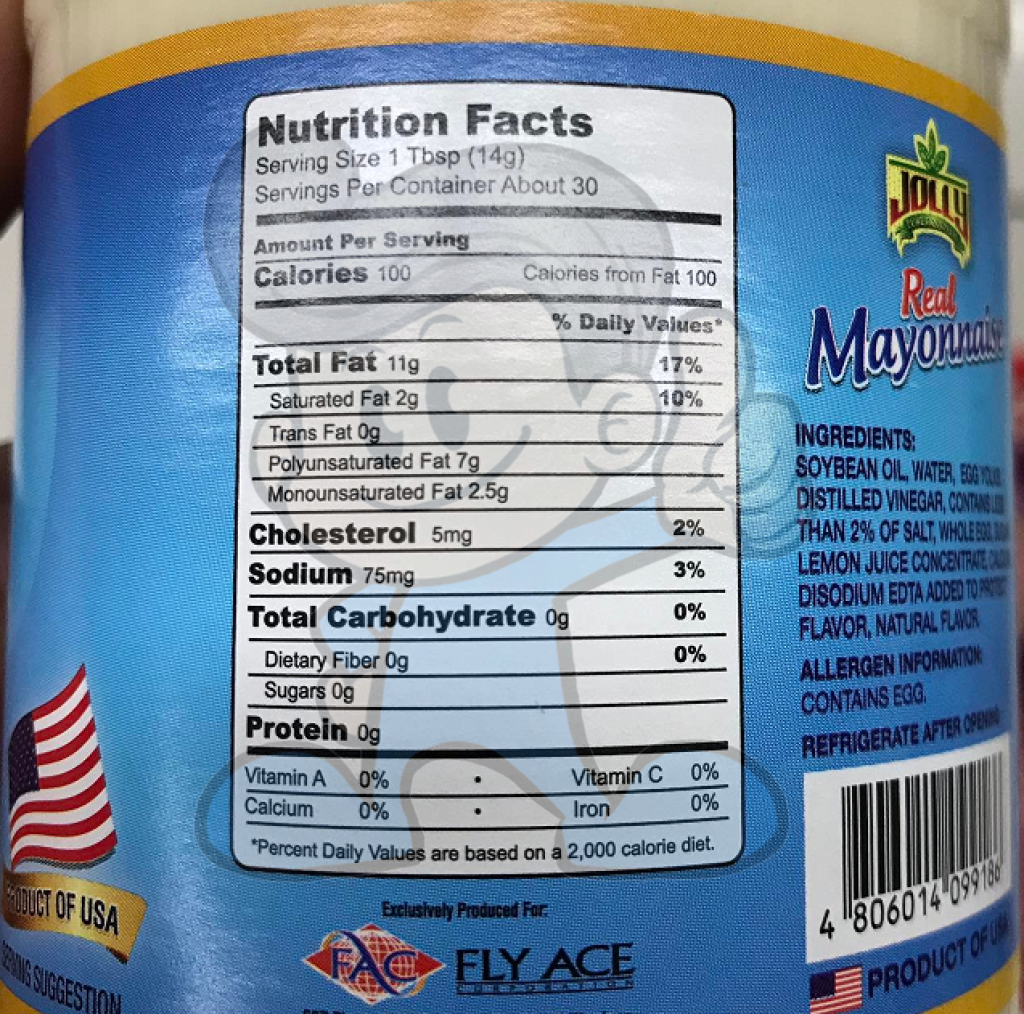 Nutrition Facts
Serving Size 1 Tbsp (14g)
Servings Per Container About 30
Amount Per Serving
Calories 100 Calories from Fat 100
% Daily Values*
Total Fat 11g 17%
Saturated Fat 2g 10%
Trans Fat 0g
Polyunsaturated Fat 7g
Monounsaturated Fat 2.5g
Cholesterol 5mg 2%
Sodium 75mg 3%
Total Carbohydrate 0g 0%
Dietary Fiber 0g 0%
Sugars 0g
Protein 0g
Vitamin A 0% • Vitamin C 0%
Calcium 0% • Iron 0%
*Percent Daily Values are based on a 2,000 calorie diet.
Exclusively Produced For:
FAC FLY ACE
CORPORATION
PRODUCT OF USA
SERVING SUGGESTION
JOLLY
Real
Mayonnaise
INGREDIENTS:
SOYBEAN OIL, WATER, EGG YOLK,
DISTILLED VINEGAR, CONTAINS LESS
THAN 2% OF SALT, WHOLE EGG,
LEMON JUICE CONCENTRATE,
DISODIUM EDTA ADDED TO PROTECT
FLAVOR, NATURAL FLAVOR.
ALLERGEN INFORMATION:
CONTAINS EGG.
REFRIGERATE AFTER OPENING
4 806014 099186
PRODUCT OF USA